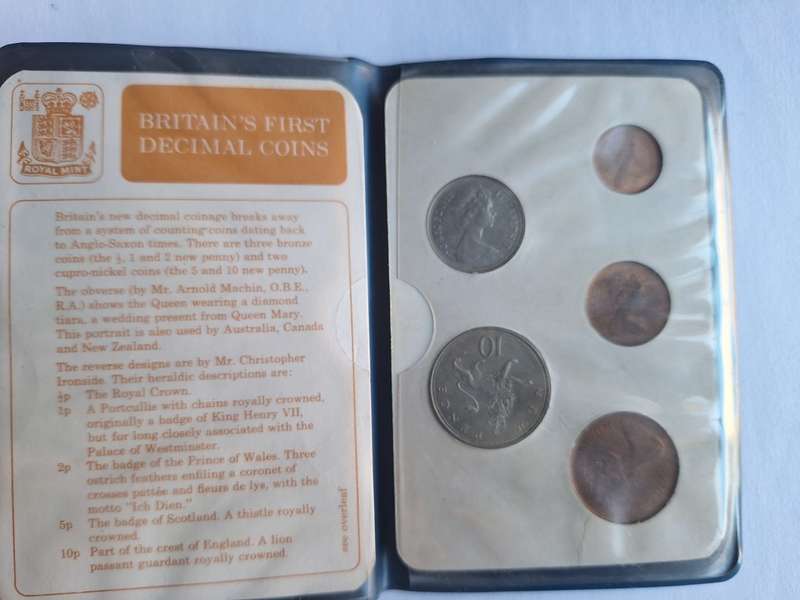 ROYAL MINT
BRITAIN'S FIRST
DECIMAL COINS
Britain's new decimal coinage breaks away
from a system of counting-coins dating back
to Anglo-Saxon times. There are three bronze
coins (the ½, 1 and 2 new penny) and two
cupro-nickel coins (the 5 and 10 new penny).
The obverse (by Mr. Arnold Machin, O.B.E.,
R.A.) shows the Queen wearing a diamond
tiara, a wedding present from Queen Mary.
This portrait is also used by Australia, Canada
and New Zealand.
The reverse designs are by Mr. Christopher
Ironside. Their heraldic descriptions are:
½p The Royal Crown.
1p A Portcullis with chains royally crowned,
originally a badge of King Henry VII,
but for long closely associated with the
Palace of Westminster.
2p The badge of the Prince of Wales. Three
ostrich feathers enfiling a coronet of
crosses pattée and fleurs de lys, with the
motto "Ich Dien."
5p The badge of Scotland. A thistle royally
crowned.
10p Part of the crest of England. A lion
passant guardant royally crowned.
see overleaf
10
NEW PENCE